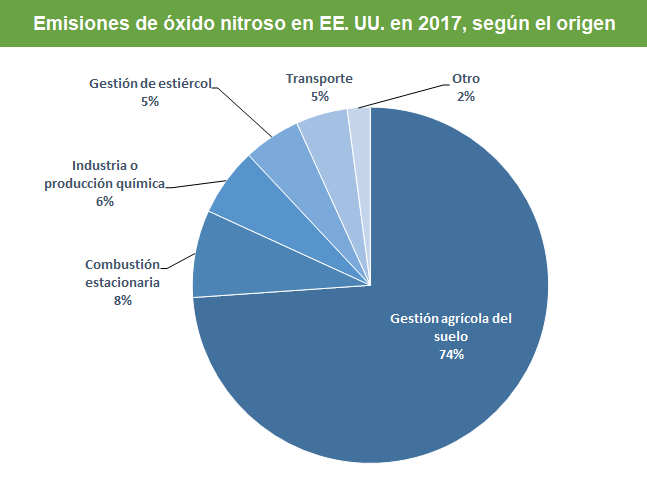 Emisiones de óxido nitroso en EE. UU. en 2017, según el origen
Transporte
5%
Otro
2%
Gestión de estiércol
5%
Industria o
producción química
6%
Combustión
estacionaria
8%
Gestión agrícola del
suelo
74%